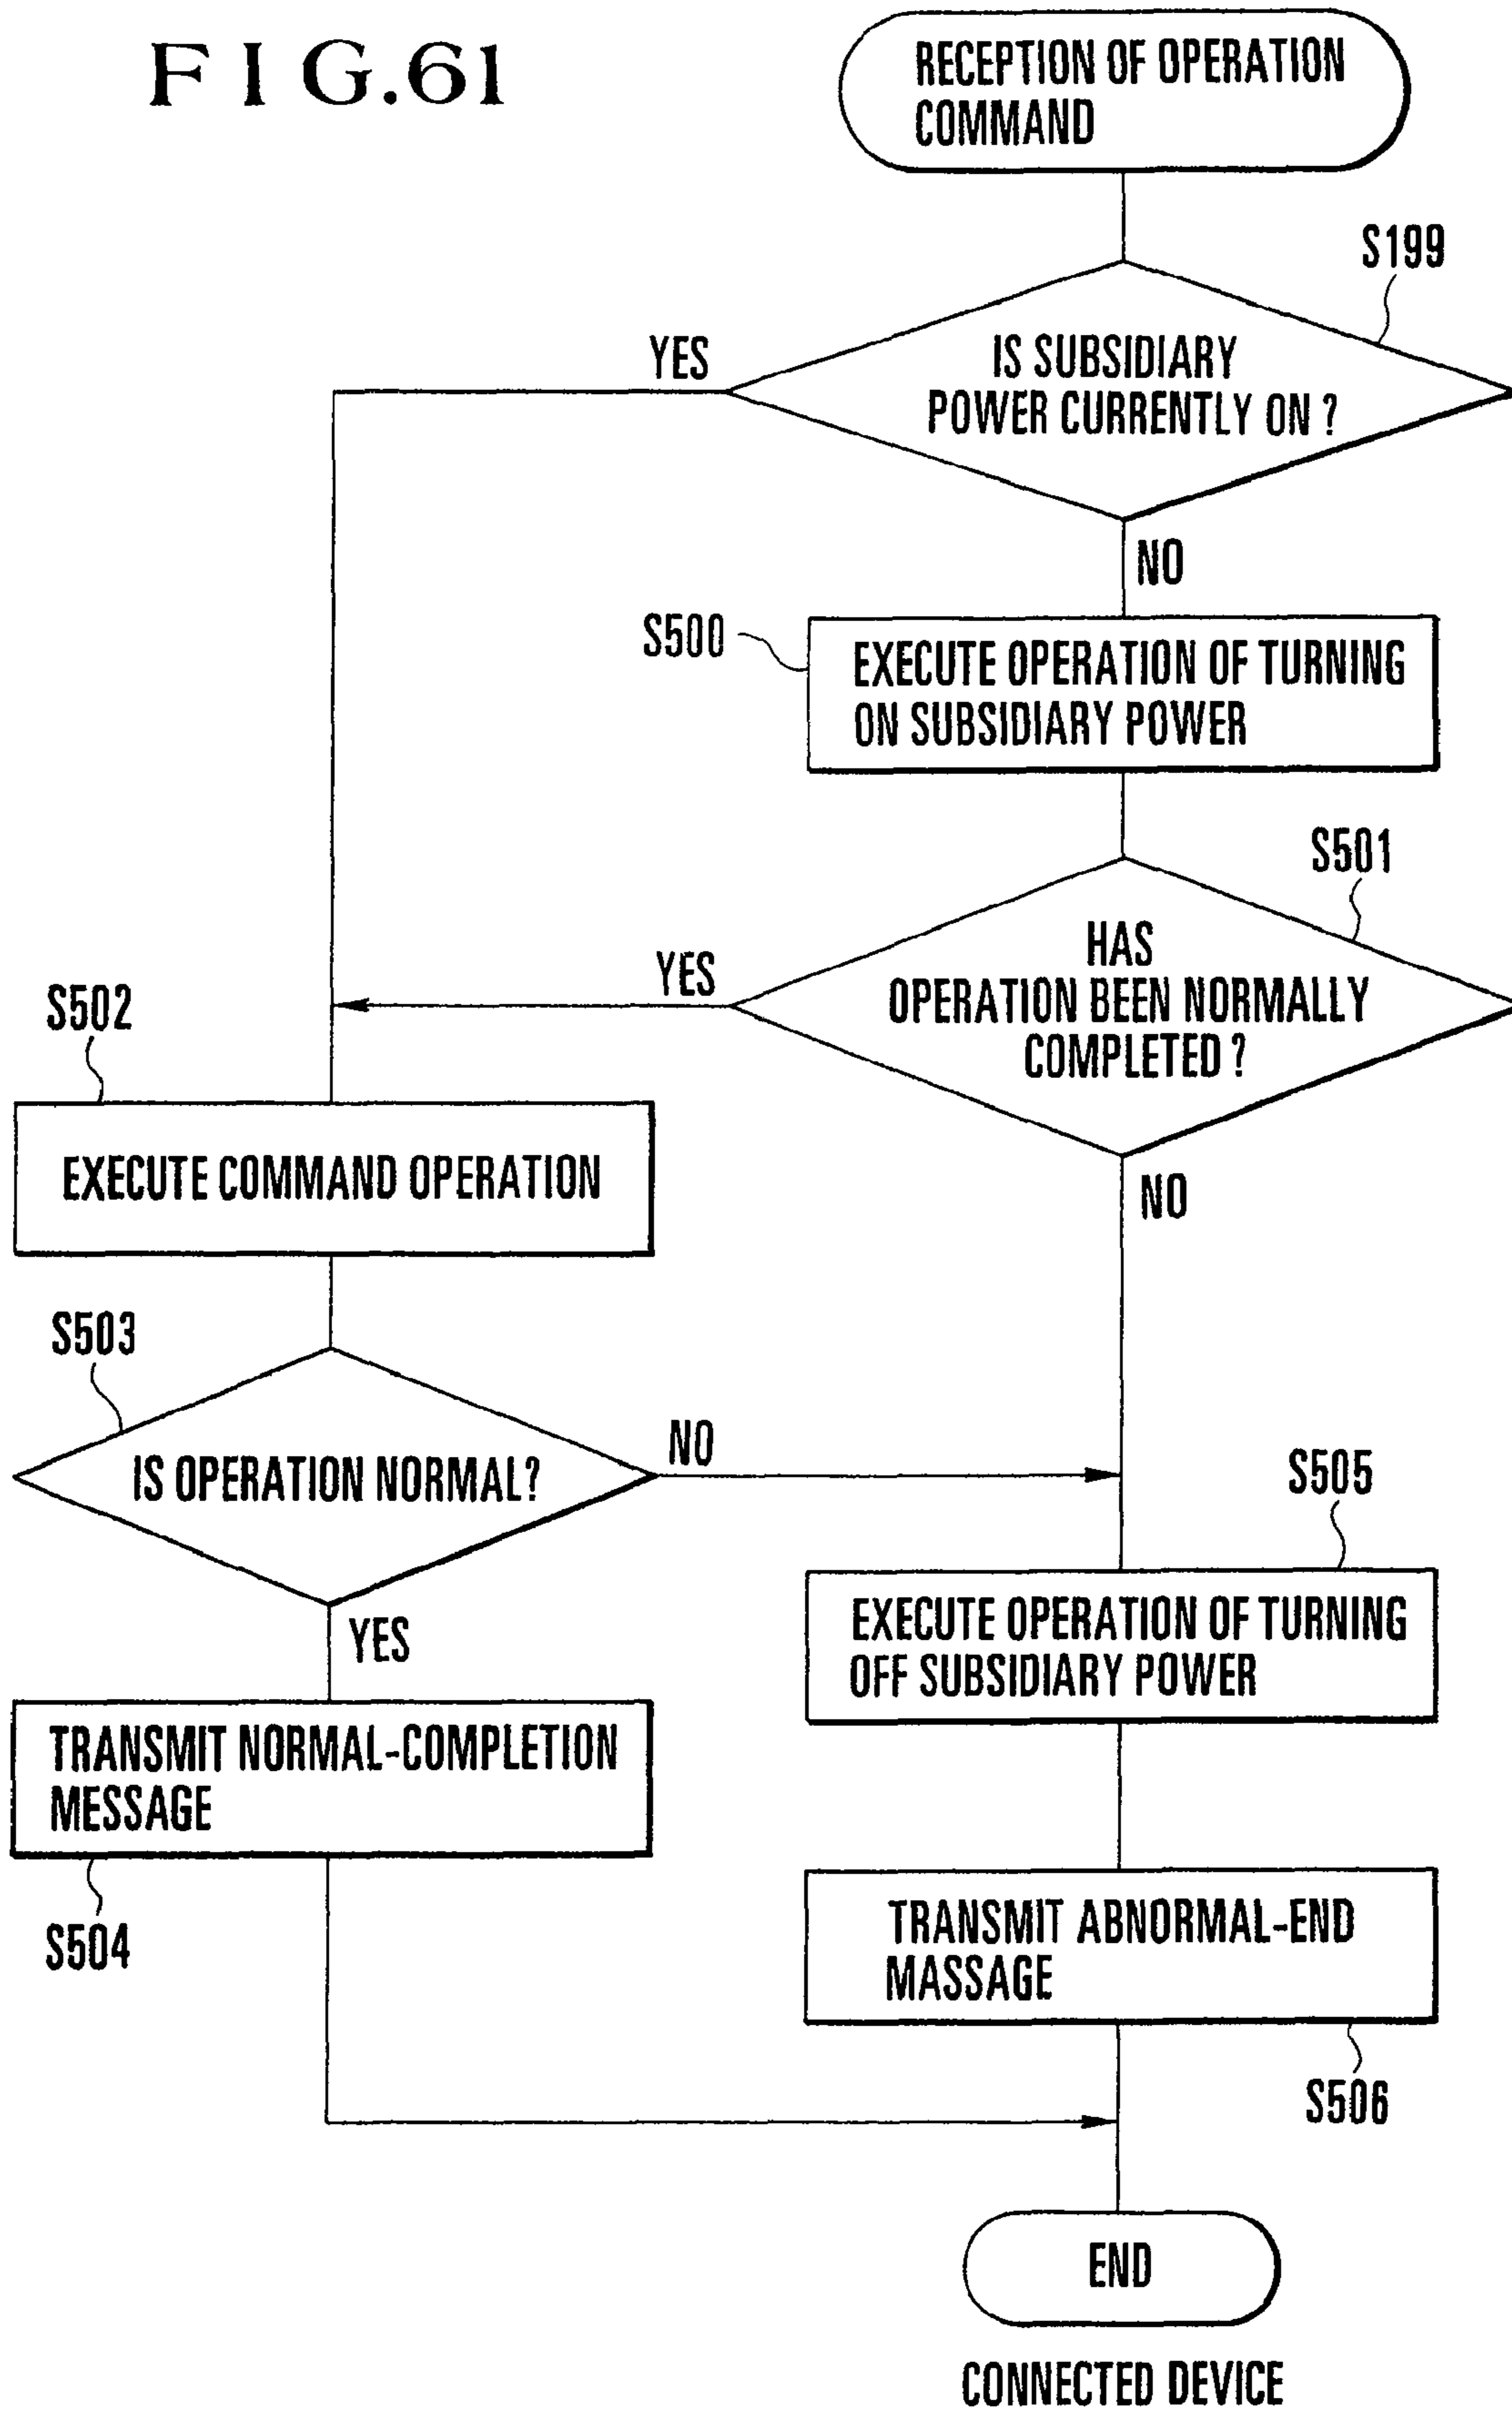 FIG.61
RECEPTION OF OPERATION
COMMAND
S199
YES
IS SUBSIDIARY
POWER CURRENTLY ON ?
NO
S500
EXECUTE OPERATION OF TURNING
ON SUBSIDIARY POWER
S501
YES
HAS
OPERATION BEEN NORMALLY
COMPLETED ?
S502
NO
EXECUTE COMMAND OPERATION
S503
NO
IS OPERATION NORMAL?
S505
YES
EXECUTE OPERATION OF TURNING
OFF SUBSIDIARY POWER
TRANSMIT NORMAL-COMPLETION
MESSAGE
S504
TRANSMIT ABNORMAL-END
MASSAGE
S506
END
CONNECTED DEVICE